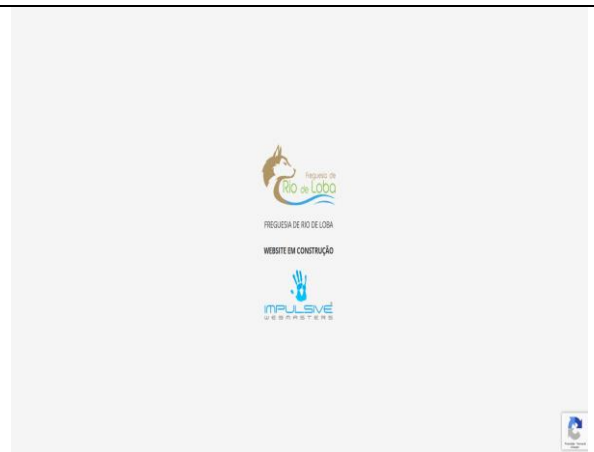 Freguesia de
Rio de Loba
FREGUESIA DE RIO DE LOBA
WEBSITE EM CONSTRUÇÃO
IMPULSIVE
WEBMASTERS